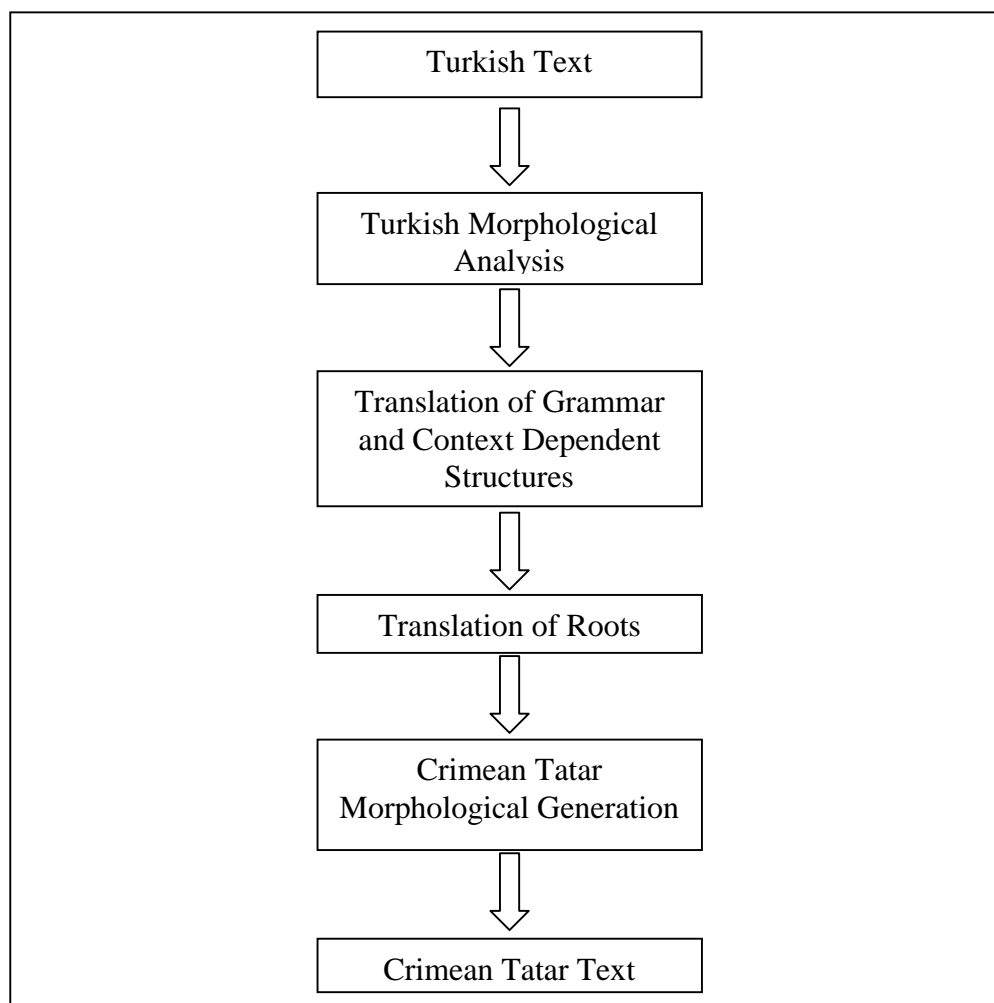 Turkish Text
Turkish Morphological
Analysis
Translation of Grammar
and Context Dependent
Structures
Translation of Roots
Crimean Tatar
Morphological Generation
Crimean Tatar Text